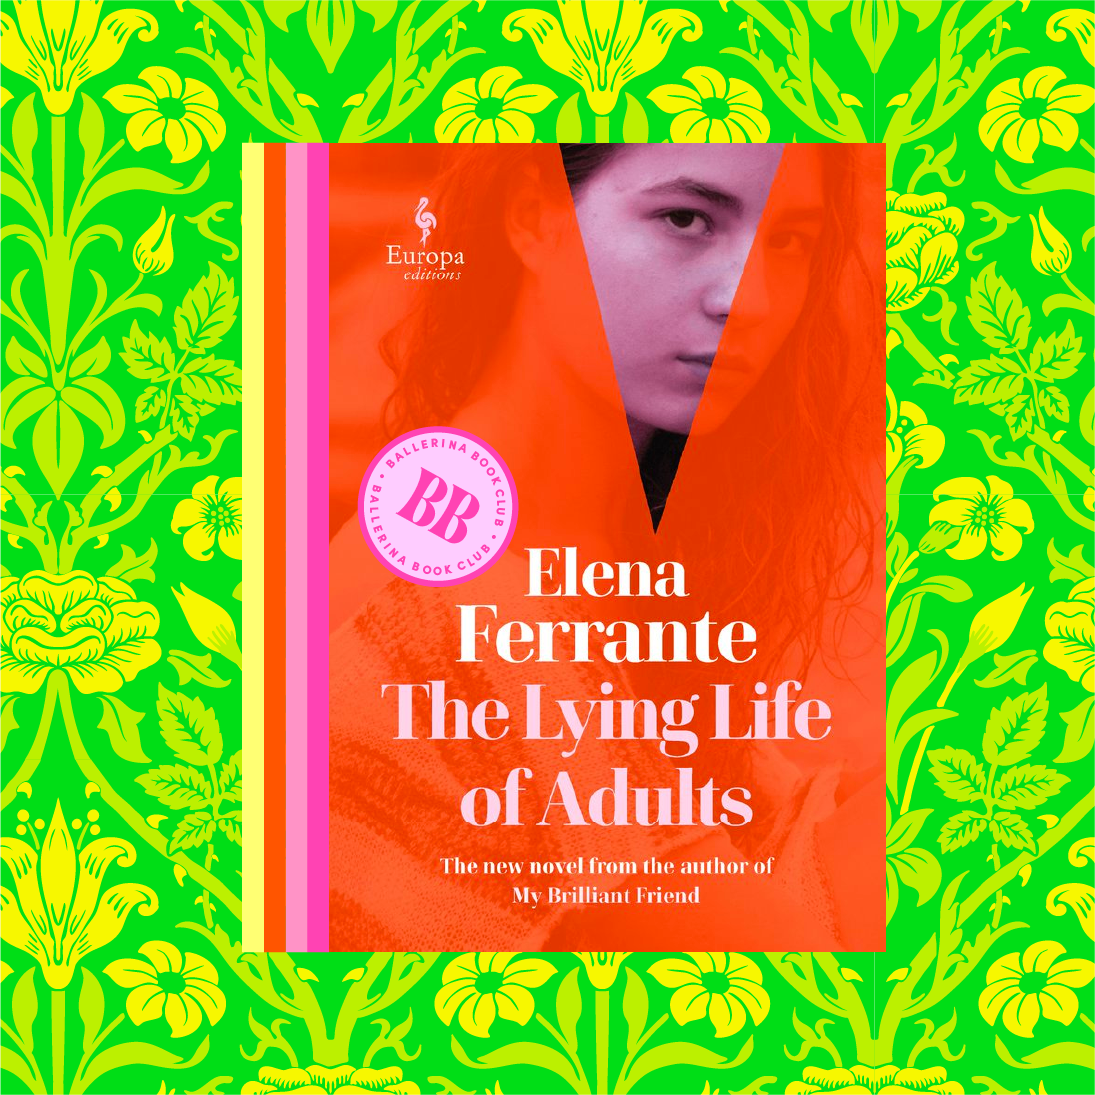 Europa
editions
BALLERINA BOOK CLUB • BALLERINA BOOK CLUB •
BB
Elena
Ferrante
The Lying Life
of Adults
The new novel from the author of
My Brilliant Friend